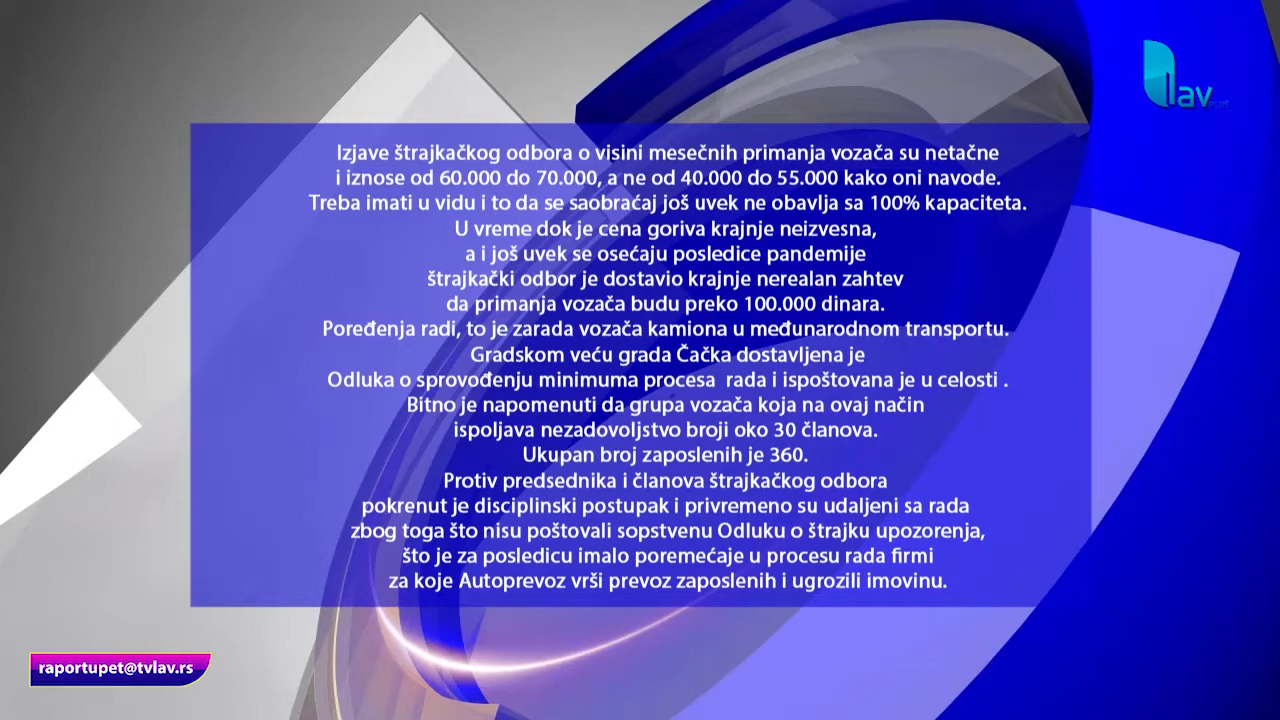 lav
PLUS
Izjave štrajkačkog odbora o visini mesečnih primanja vozača su netačne
i iznose od 60.000 do 70.000, a ne od 40.000 do 55.000 kako oni navode.
Treba imati u vidu i to da se saobraćaj još uvek ne obavlja sa 100% kapaciteta.
U vreme dok je cena goriva krajnje neizvesna,
a i još uvek se osećaju posledice pandemije
štrajkački odbor je dostavio krajnje nerealan zahtev
da primanja vozača budu preko 100.000 dinara.
Poređenja radi, to je zarada vozača kamiona u međunarodnom transportu.
Gradskom veću grada Čačka dostavljena je
Odluka o sprovođenju minimuma procesa  rada i ispoštovana je u celosti .
Bitno je napomenuti da grupa vozača koja na ovaj način
ispoljava nezadovoljstvo broji oko 30 članova.
Ukupan broj zaposlenih je 360.
Protiv predsednika i članova štrajkačkog odbora
pokrenut je disciplinski postupak i privremeno su udaljeni sa rada
zbog toga što nisu poštovali sopstvenu Odluku o štrajku upozorenja,
što je za posledicu imalo poremećaje u procesu rada firmi
za koje Autoprevoz vrši prevoz zaposlenih i ugrozili imovinu.
raportupet@tvlav.rs